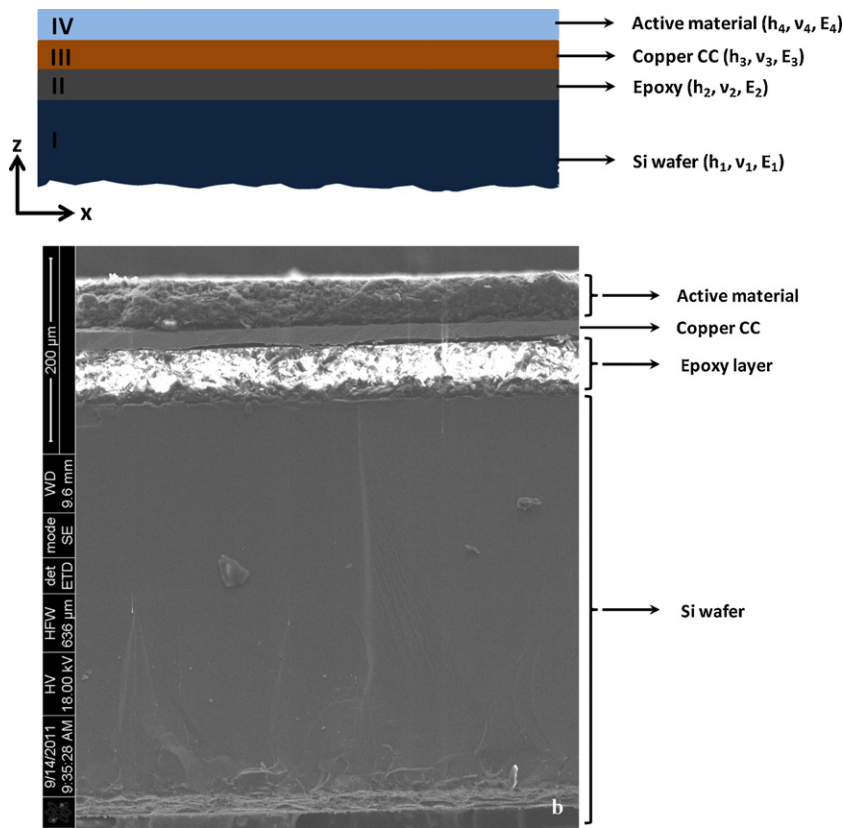 IV
Active material (h4, ν4, E4)
III
Copper CC (h3, ν3, E3)
II
Epoxy (h2, ν2, E2)
I
Si wafer (h1, ν1, E1)
z
x
Active material
Copper CC
Epoxy layer
Si wafer
200 μm
WD
9.6 mm
mode
SE
det
ETD
HFW
636 μm
HV
18.00 kV
9/14/2011
9:35:28 AM
b